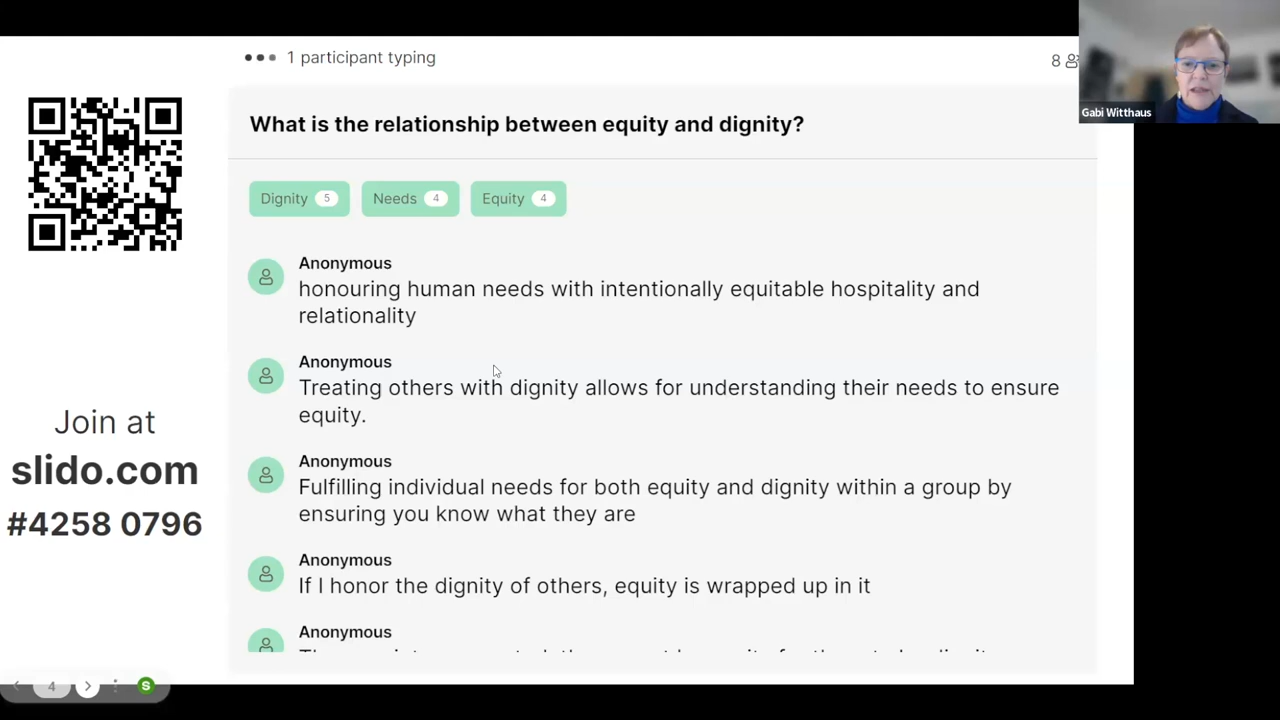 1 participant typing
8
Gabi Witthaus
What is the relationship between equity and dignity?
Dignity 5 Needs 4 Equity 4
Anonymous
honouring human needs with intentionally equitable hospitality and
relationality
Anonymous
Treating others with dignity allows for understanding their needs to ensure
equity.
Anonymous
Fulfilling individual needs for both equity and dignity within a group by
ensuring you know what they are
Anonymous
If I honor the dignity of others, equity is wrapped up in it
Anonymous
Join at
slido.com
#4258 0796
4
S